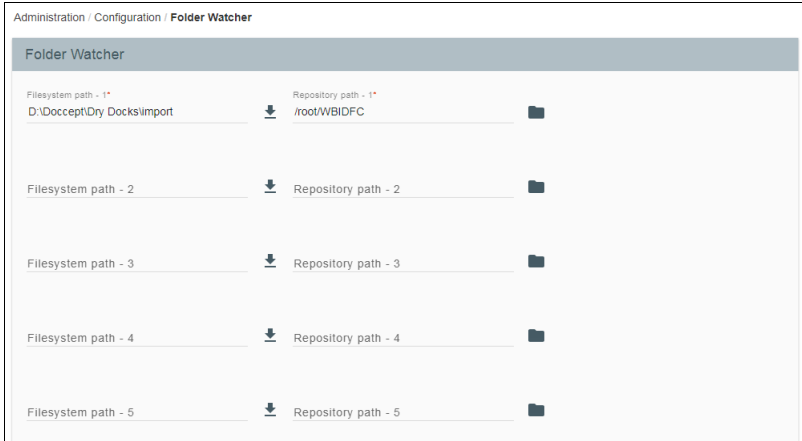 Administration / Configuration / Folder Watcher
Folder Watcher
Filesystem path - 1* Repository path - 1*
D:\Doccept\Dry Docks\import /root/WBIDFC
Filesystem path - 2 Repository path - 2
Filesystem path - 3 Repository path - 3
Filesystem path - 4 Repository path - 4
Filesystem path - 5 Repository path - 5